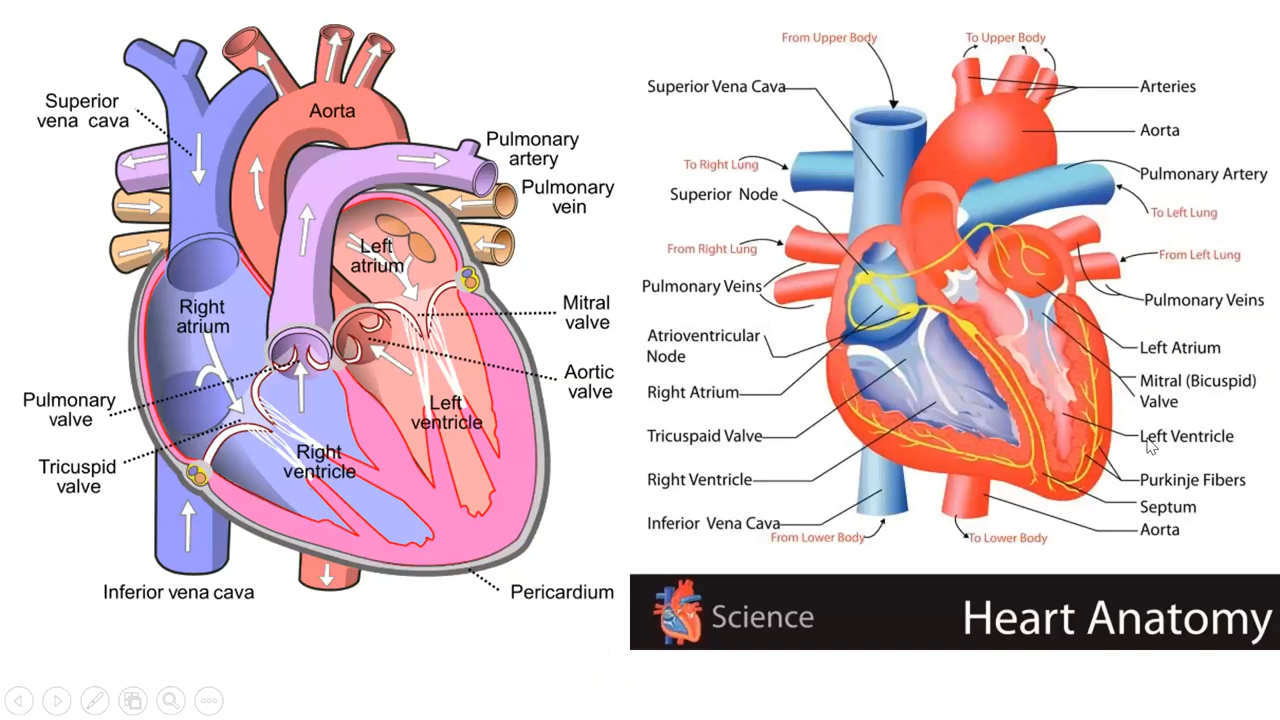 Superior
vena cava
Aorta
Pulmonary
artery
Pulmonary
vein
Left
atrium
Right
atrium
Mitral
valve
Aortic
valve
Pulmonary
valve
Left
ventricle
Tricuspid
valve
Right
ventricle
Inferior vena cava
Pericardium
From Upper Body
To Upper Body
Superior Vena Cava
Arteries
Aorta
To Right Lung
Pulmonary Artery
Superior Node
To Left Lung
From Right Lung
From Left Lung
Pulmonary Veins
Pulmonary Veins
Atrioventricular
Node
Left Atrium
Right Atrium
Mitral (Bicuspid)
Valve
Tricuspaid Valve
Left Ventricle
Right Ventricle
Purkinje Fibers
Septum
Inferior Vena Cava
Aorta
From Lower Body
To Lower Body
Science
Heart Anatomy